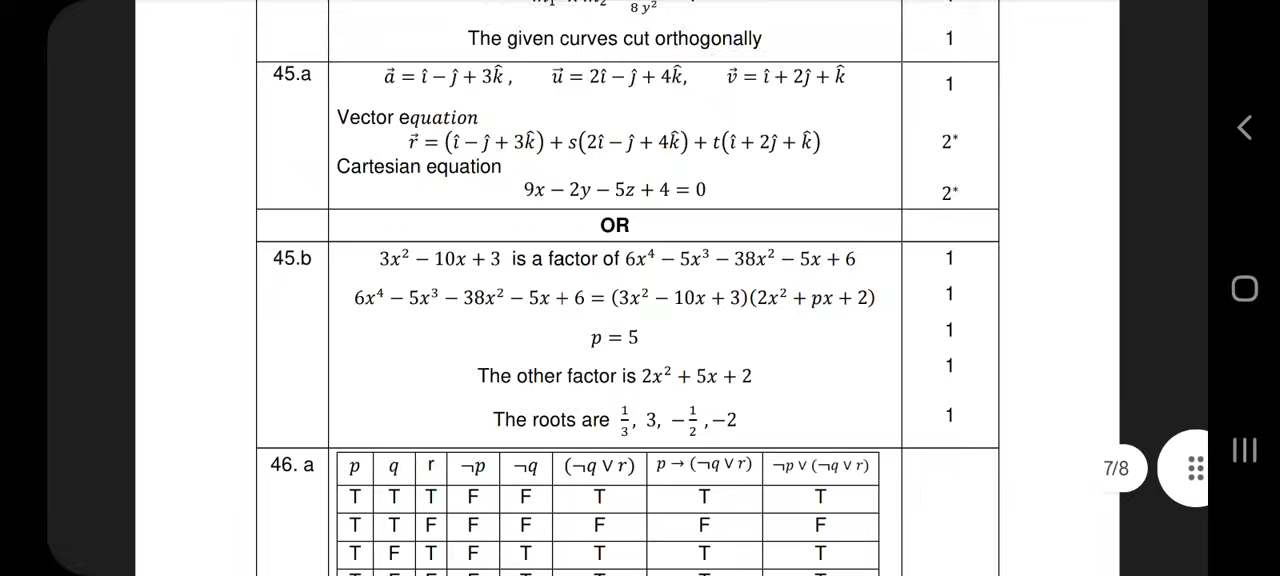 8 y²
The given curves cut orthogonally 1
45.a a⃗ = î − ĵ + 3k̂ , u⃗ = 2î − ĵ + 4k̂, v⃗ = î + 2ĵ + k̂ 1
Vector equation
r⃗ = (î − ĵ + 3k̂) + s(2î − ĵ + 4k̂) + t(î + 2ĵ + k̂) 2*
Cartesian equation
9x − 2y − 5z + 4 = 0 2*
OR
45.b 3x² − 10x + 3 is a factor of 6x⁴ − 5x³ − 38x² − 5x + 6 1
6x⁴ − 5x³ − 38x² − 5x + 6 = (3x² − 10x + 3)(2x² + px + 2) 1
p = 5 1
The other factor is 2x² + 5x + 2 1
The roots are 1/3, 3, −1/2 ,−2 1
46. a p q r ¬p ¬q (¬q ∨ r) p → (¬q ∨ r) ¬p ∨ (¬q ∨ r)
7/8
T T T F F T T T
T T F F F F F F
T F T F T T T T